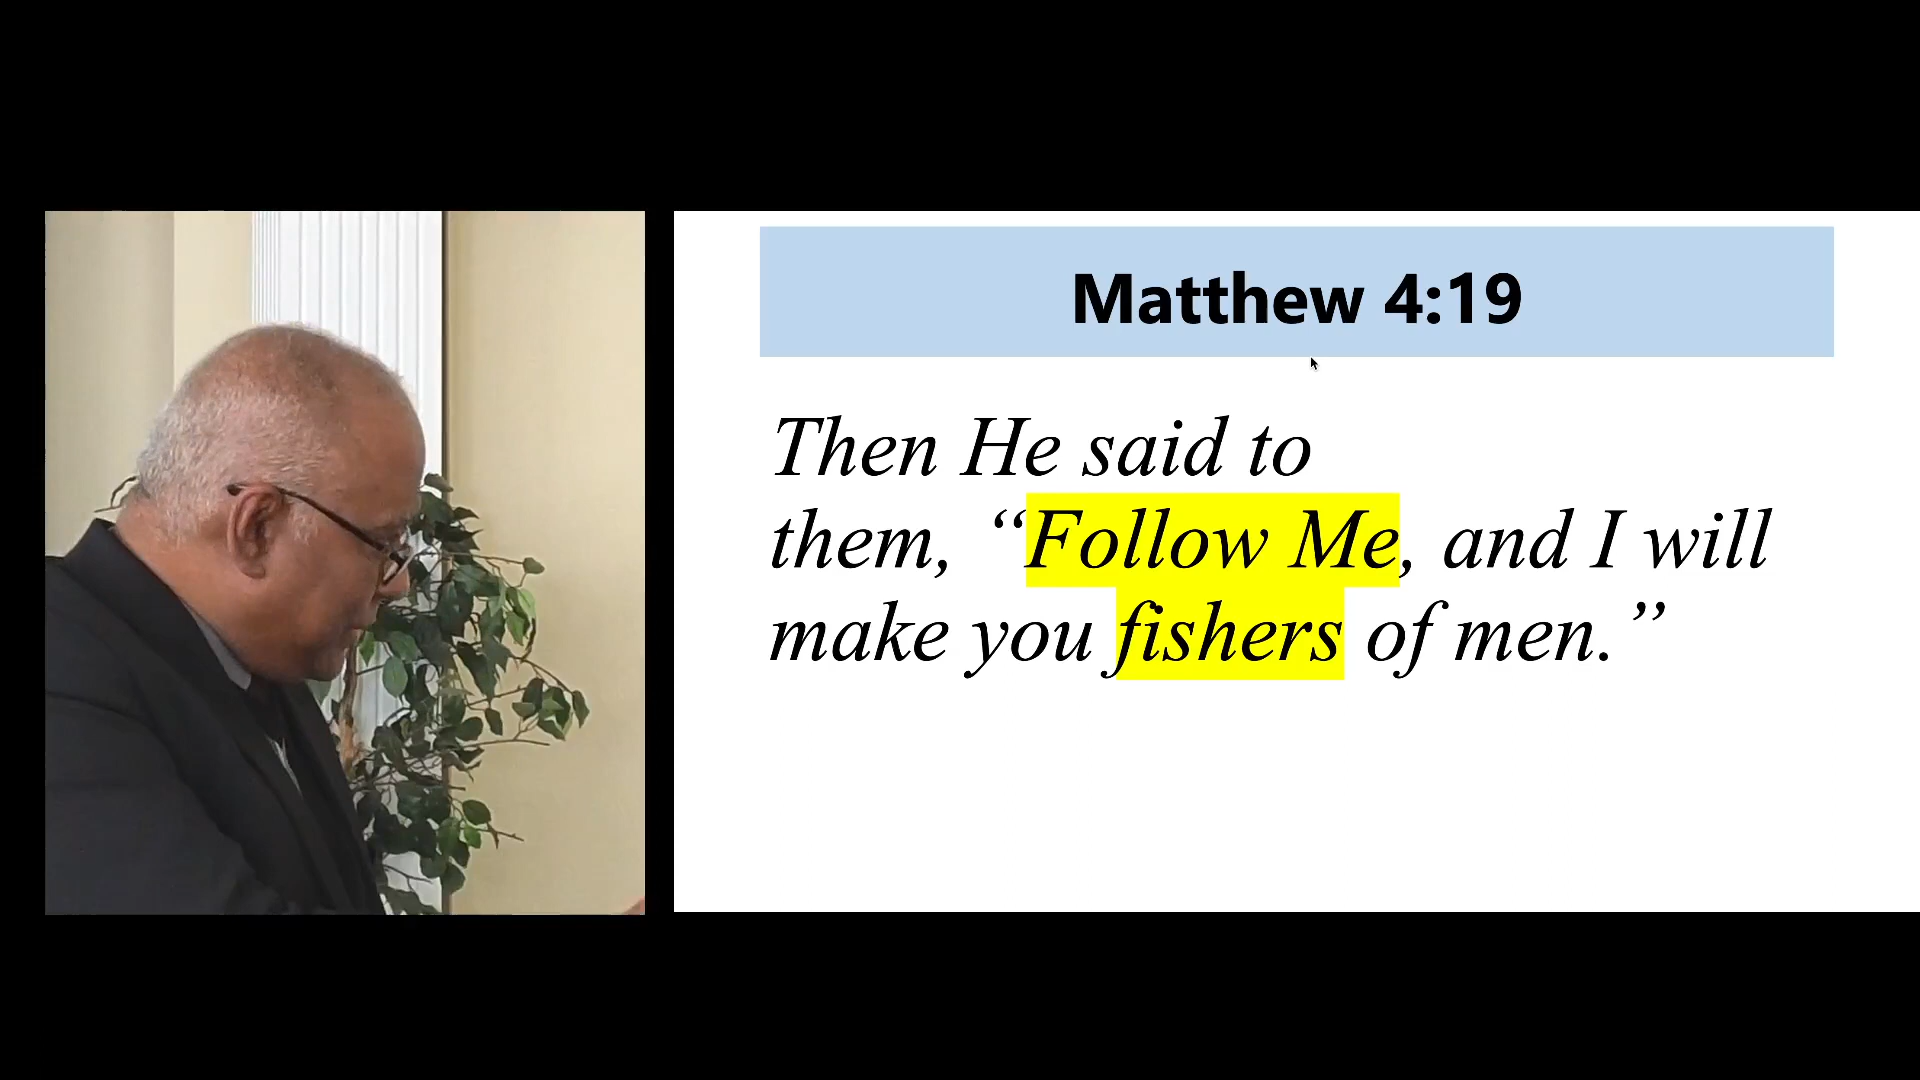 Matthew 4:19
Then He said to
them, “Follow Me, and I will
make you fishers of men.”